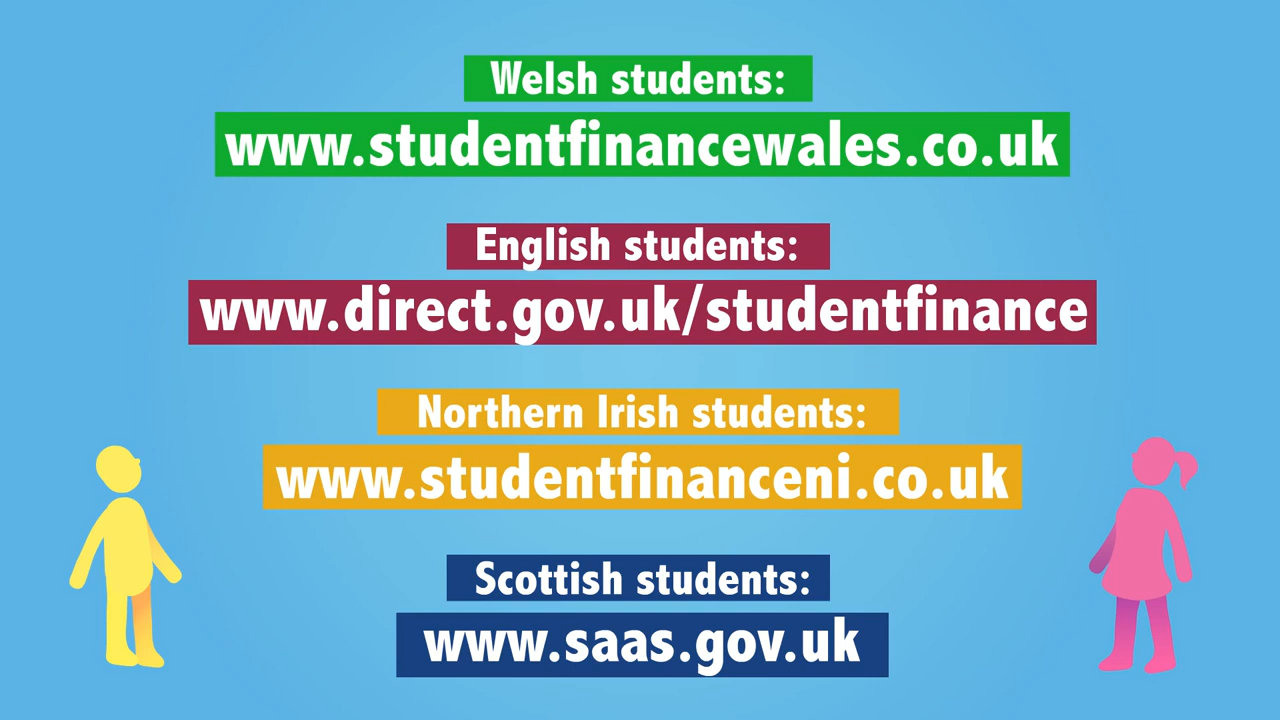 Welsh students:
www.studentfinancewales.co.uk
English students:
www.direct.gov.uk/studentfinance
Northern Irish students:
www.studentfinanceni.co.uk
Scottish students:
www.saas.gov.uk